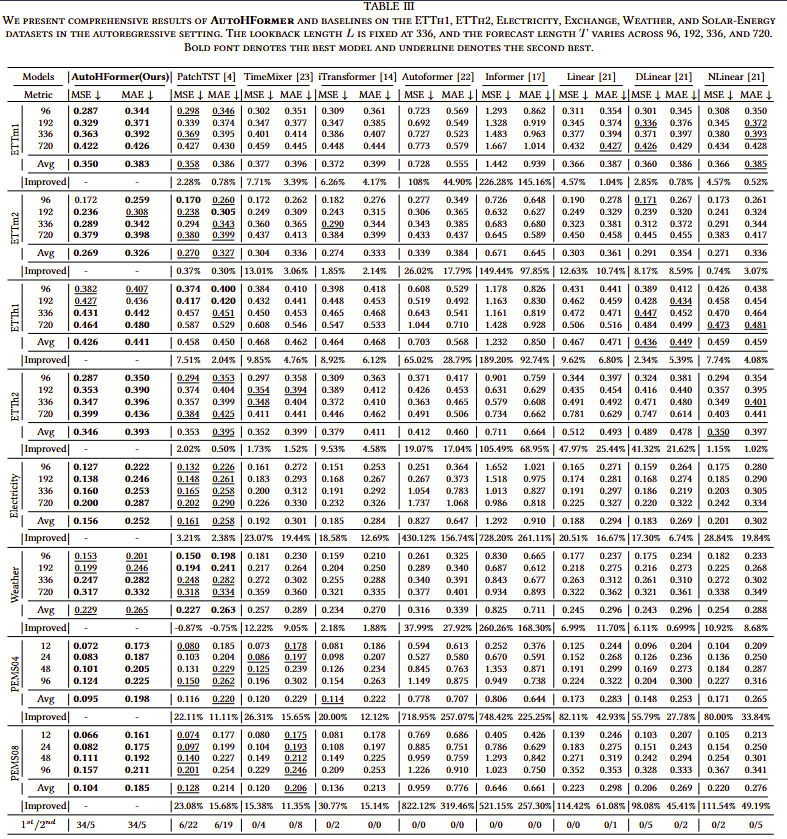 TABLE III
WE PRESENT COMPREHENSIVE RESULTS OF AUTOHFORMER AND BASELINES ON THE ETTH1, ETTH2, ELECTRICITY, EXCHANGE, WEATHER, AND SOLAR-ENERGY
DATASETS IN THE AUTOREGRESSIVE SETTING. THE LOOKBACK LENGTH L IS FIXED AT 336, AND THE FORECAST LENGTH T VARIES ACROSS 96, 192, 336, AND 720.
BOLD FONT DENOTES THE BEST MODEL AND UNDERLINE DENOTES THE SECOND BEST.
Models AutoHFormer(Ours) PatchTST [4] TimeMixer [23] iTransformer [14] Autoformer [22] Informer [17] Linear [21] DLinear [21] NLinear [21]
Metric MSE ↓ MAE ↓ MSE ↓ MAE ↓ MSE ↓ MAE ↓ MSE ↓ MAE ↓ MSE ↓ MAE ↓ MSE ↓ MAE ↓ MSE ↓ MAE ↓ MSE ↓ MAE ↓ MSE ↓ MAE ↓
ETTm1
96 0.287 0.344 0.298 0.346 0.302 0.351 0.309 0.361 0.723 0.569 1.293 0.862 0.311 0.354 0.301 0.345 0.308 0.350
192 0.329 0.371 0.339 0.374 0.347 0.377 0.347 0.385 0.692 0.549 1.328 0.919 0.345 0.374 0.336 0.376 0.345 0.372
336 0.363 0.392 0.369 0.395 0.401 0.414 0.386 0.407 0.727 0.523 1.483 0.963 0.377 0.394 0.371 0.397 0.380 0.393
720 0.422 0.426 0.427 0.430 0.459 0.445 0.448 0.444 0.773 0.579 1.667 1.014 0.432 0.427 0.426 0.429 0.434 0.428
Avg 0.350 0.383 0.358 0.386 0.377 0.396 0.372 0.399 0.728 0.555 1.442 0.939 0.366 0.387 0.360 0.386 0.366 0.385
Improved - - 2.28% 0.78% 7.71% 3.39% 6.26% 4.17% 108% 44.90% 226.28% 145.16% 4.57% 1.04% 2.85% 0.78% 4.57% 0.52%
ETTm2
96 0.172 0.259 0.170 0.260 0.172 0.262 0.182 0.276 0.277 0.349 0.726 0.648 0.190 0.278 0.171 0.267 0.173 0.261
192 0.236 0.308 0.238 0.305 0.249 0.309 0.243 0.315 0.306 0.365 0.632 0.627 0.249 0.329 0.239 0.320 0.241 0.324
336 0.289 0.342 0.294 0.343 0.360 0.365 0.290 0.344 0.343 0.385 0.683 0.680 0.323 0.381 0.312 0.372 0.291 0.344
720 0.379 0.398 0.380 0.399 0.437 0.413 0.384 0.399 0.433 0.437 0.645 0.589 0.450 0.458 0.445 0.455 0.383 0.417
Avg 0.269 0.326 0.270 0.327 0.304 0.336 0.274 0.333 0.339 0.384 0.671 0.645 0.303 0.361 0.291 0.354 0.271 0.336
Improved - - 0.37% 0.30% 13.01% 3.06% 1.85% 2.14% 26.02% 17.79% 149.44% 97.85% 12.63% 10.74% 8.17% 8.59% 0.74% 3.07%
ETTh1
96 0.382 0.407 0.374 0.400 0.384 0.410 0.398 0.418 0.608 0.529 1.178 0.826 0.431 0.441 0.389 0.412 0.426 0.438
192 0.427 0.436 0.417 0.420 0.432 0.441 0.448 0.453 0.519 0.492 1.163 0.830 0.462 0.459 0.428 0.434 0.458 0.454
336 0.431 0.442 0.457 0.451 0.450 0.453 0.465 0.468 0.643 0.541 1.161 0.819 0.472 0.471 0.447 0.452 0.470 0.464
720 0.464 0.480 0.587 0.529 0.608 0.546 0.547 0.533 1.044 0.710 1.428 0.928 0.506 0.516 0.484 0.499 0.473 0.481
Avg 0.426 0.441 0.458 0.450 0.468 0.462 0.464 0.468 0.703 0.568 1.232 0.850 0.467 0.471 0.436 0.449 0.459 0.459
Improved - - 7.51% 2.04% 9.85% 4.76% 8.92% 6.12% 65.02% 28.79% 189.20% 92.74% 9.62% 6.80% 2.34% 5.39% 7.74% 4.08%
ETTh2
96 0.287 0.350 0.294 0.353 0.297 0.358 0.309 0.363 0.371 0.417 0.901 0.759 0.344 0.397 0.324 0.381 0.294 0.354
192 0.353 0.390 0.374 0.404 0.354 0.394 0.389 0.412 0.426 0.453 0.631 0.629 0.435 0.454 0.416 0.440 0.357 0.395
336 0.347 0.396 0.357 0.399 0.348 0.404 0.372 0.410 0.363 0.465 0.579 0.608 0.491 0.492 0.471 0.480 0.349 0.401
720 0.399 0.436 0.384 0.425 0.411 0.441 0.446 0.462 0.491 0.506 0.734 0.662 0.781 0.629 0.747 0.614 0.403 0.441
Avg 0.346 0.393 0.353 0.395 0.352 0.399 0.379 0.411 0.412 0.460 0.711 0.664 0.512 0.493 0.489 0.478 0.350 0.397
Improved - - 2.02% 0.50% 1.73% 1.52% 9.53% 4.58% 19.07% 17.04% 105.49% 68.95% 47.97% 25.44% 41.32% 21.62% 1.15% 1.02%
Electricity
96 0.127 0.222 0.132 0.226 0.161 0.272 0.151 0.253 0.251 0.364 1.652 1.021 0.165 0.271 0.159 0.264 0.175 0.280
192 0.138 0.246 0.148 0.261 0.183 0.293 0.168 0.267 0.267 0.373 1.518 0.975 0.174 0.281 0.168 0.274 0.185 0.290
336 0.160 0.253 0.165 0.258 0.200 0.312 0.191 0.292 1.054 0.783 1.013 0.827 0.191 0.297 0.186 0.219 0.203 0.305
720 0.200 0.287 0.202 0.290 0.226 0.330 0.232 0.326 1.737 1.068 0.986 0.818 0.225 0.327 0.220 0.322 0.242 0.334
Avg 0.156 0.252 0.161 0.258 0.192 0.301 0.185 0.284 0.827 0.647 1.292 0.910 0.188 0.294 0.183 0.269 0.201 0.302
Improved - - 3.21% 2.38% 23.07% 19.44% 18.58% 12.69% 430.12% 156.74% 728.20% 261.11% 20.51% 16.67% 17.30% 6.74% 28.84% 19.84%
Weather
96 0.153 0.201 0.150 0.198 0.181 0.230 0.159 0.210 0.261 0.325 0.830 0.665 0.177 0.237 0.175 0.234 0.182 0.233
192 0.199 0.246 0.194 0.241 0.217 0.264 0.204 0.250 0.289 0.340 0.687 0.612 0.218 0.275 0.216 0.273 0.225 0.268
336 0.247 0.282 0.248 0.282 0.272 0.302 0.255 0.288 0.340 0.391 0.843 0.677 0.263 0.312 0.261 0.310 0.272 0.302
720 0.317 0.332 0.318 0.334 0.359 0.360 0.321 0.335 0.377 0.401 0.934 0.893 0.322 0.362 0.321 0.361 0.338 0.349
Avg 0.229 0.265 0.227 0.263 0.257 0.289 0.234 0.270 0.316 0.339 0.825 0.711 0.245 0.296 0.243 0.296 0.254 0.288
Improved - - -0.87% -0.75% 12.22% 9.05% 2.18% 1.88% 37.99% 27.92% 260.26% 168.30% 6.99% 11.70% 6.11% 0.699% 10.92% 8.68%
PEMS04
12 0.072 0.173 0.080 0.185 0.073 0.178 0.081 0.186 0.594 0.613 0.252 0.376 0.125 0.244 0.096 0.204 0.104 0.209
24 0.083 0.187 0.103 0.204 0.086 0.197 0.098 0.207 0.527 0.580 0.670 0.591 0.152 0.268 0.126 0.236 0.136 0.250
48 0.101 0.205 0.131 0.229 0.125 0.239 0.126 0.234 0.845 0.763 1.353 0.871 0.191 0.299 0.169 0.273 0.184 0.287
96 0.124 0.225 0.150 0.262 0.196 0.302 0.154 0.263 1.149 0.875 0.949 0.738 0.224 0.322 0.204 0.300 0.227 0.316
Avg 0.095 0.198 0.116 0.220 0.120 0.229 0.114 0.222 0.778 0.707 0.806 0.644 0.173 0.283 0.148 0.253 0.171 0.265
Improved - - 22.11% 11.11% 26.31% 15.65% 20.00% 12.12% 718.95% 257.07% 748.42% 225.25% 82.11% 42.93% 55.79% 27.78% 80.00% 33.84%
PEMS08
12 0.066 0.161 0.074 0.177 0.080 0.175 0.081 0.178 0.769 0.686 0.405 0.426 0.139 0.246 0.103 0.207 0.105 0.213
24 0.082 0.175 0.097 0.199 0.104 0.193 0.108 0.197 0.885 0.751 0.786 0.629 0.183 0.275 0.151 0.243 0.154 0.250
48 0.111 0.192 0.140 0.227 0.149 0.212 0.149 0.225 0.959 0.759 1.293 0.842 0.271 0.319 0.242 0.294 0.251 0.301
96 0.157 0.211 0.201 0.254 0.229 0.246 0.209 0.253 1.226 0.910 1.023 0.750 0.352 0.353 0.328 0.333 0.367 0.341
Avg 0.104 0.185 0.128 0.214 0.120 0.206 0.136 0.213 0.959 0.776 0.646 0.661 0.223 0.298 0.206 0.269 0.220 0.276
Improved - - 23.08% 15.68% 15.38% 11.35% 30.77% 15.14% 822.12% 319.46% 521.15% 257.30% 114.42% 61.08% 98.08% 45.41% 111.54% 49.19%
1st/2nd 34/5 34/5 6/22 6/19 0/4 0/8 0/2 0/0 0/0 0/0 0/0 0/0 0/0 0/1 0/5 0/3 0/2 0/5